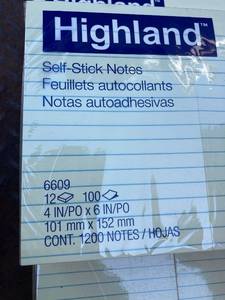 Highland™
Self-Stick Notes
Feuillets autocollants
Notas autoadhesivas
6609
12 100
4 IN/PO x 6 IN/PO
101 mm x 152 mm
CONT. 1200 NOTES / HOJAS